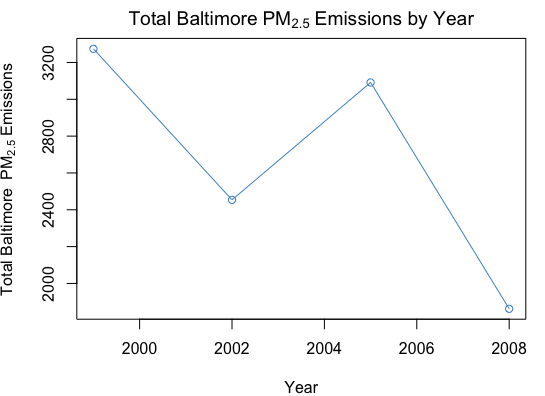 Total Baltimore PM2.5 Emissions by Year
Total Baltimore PM2.5 Emissions
3200
2800
2400
2000
2000 2002 2004 2006 2008
Year